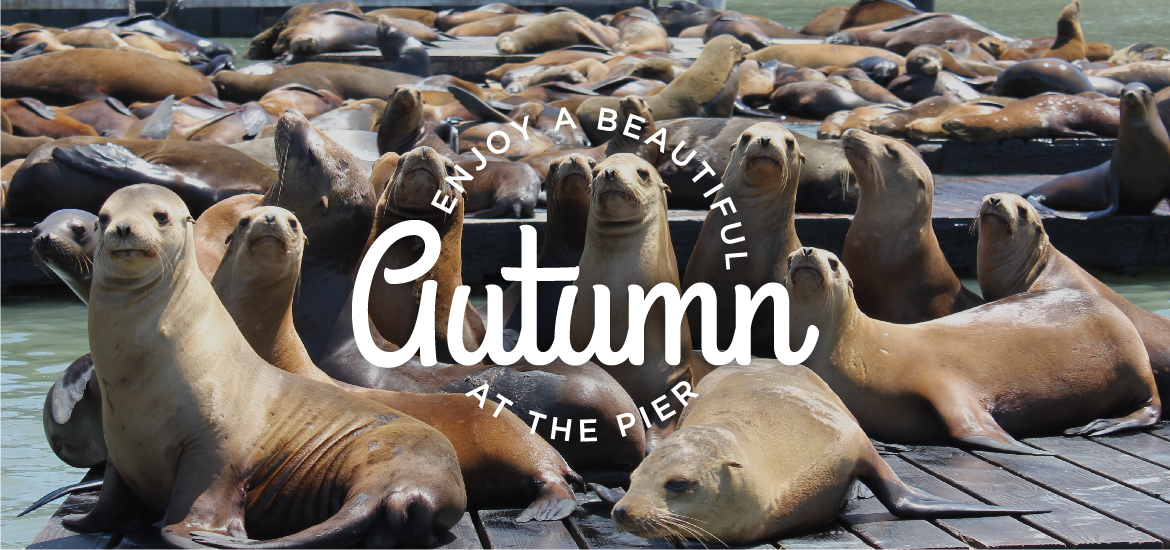 ENJOY A BEAUTIFUL
Autumn
AT THE PIER